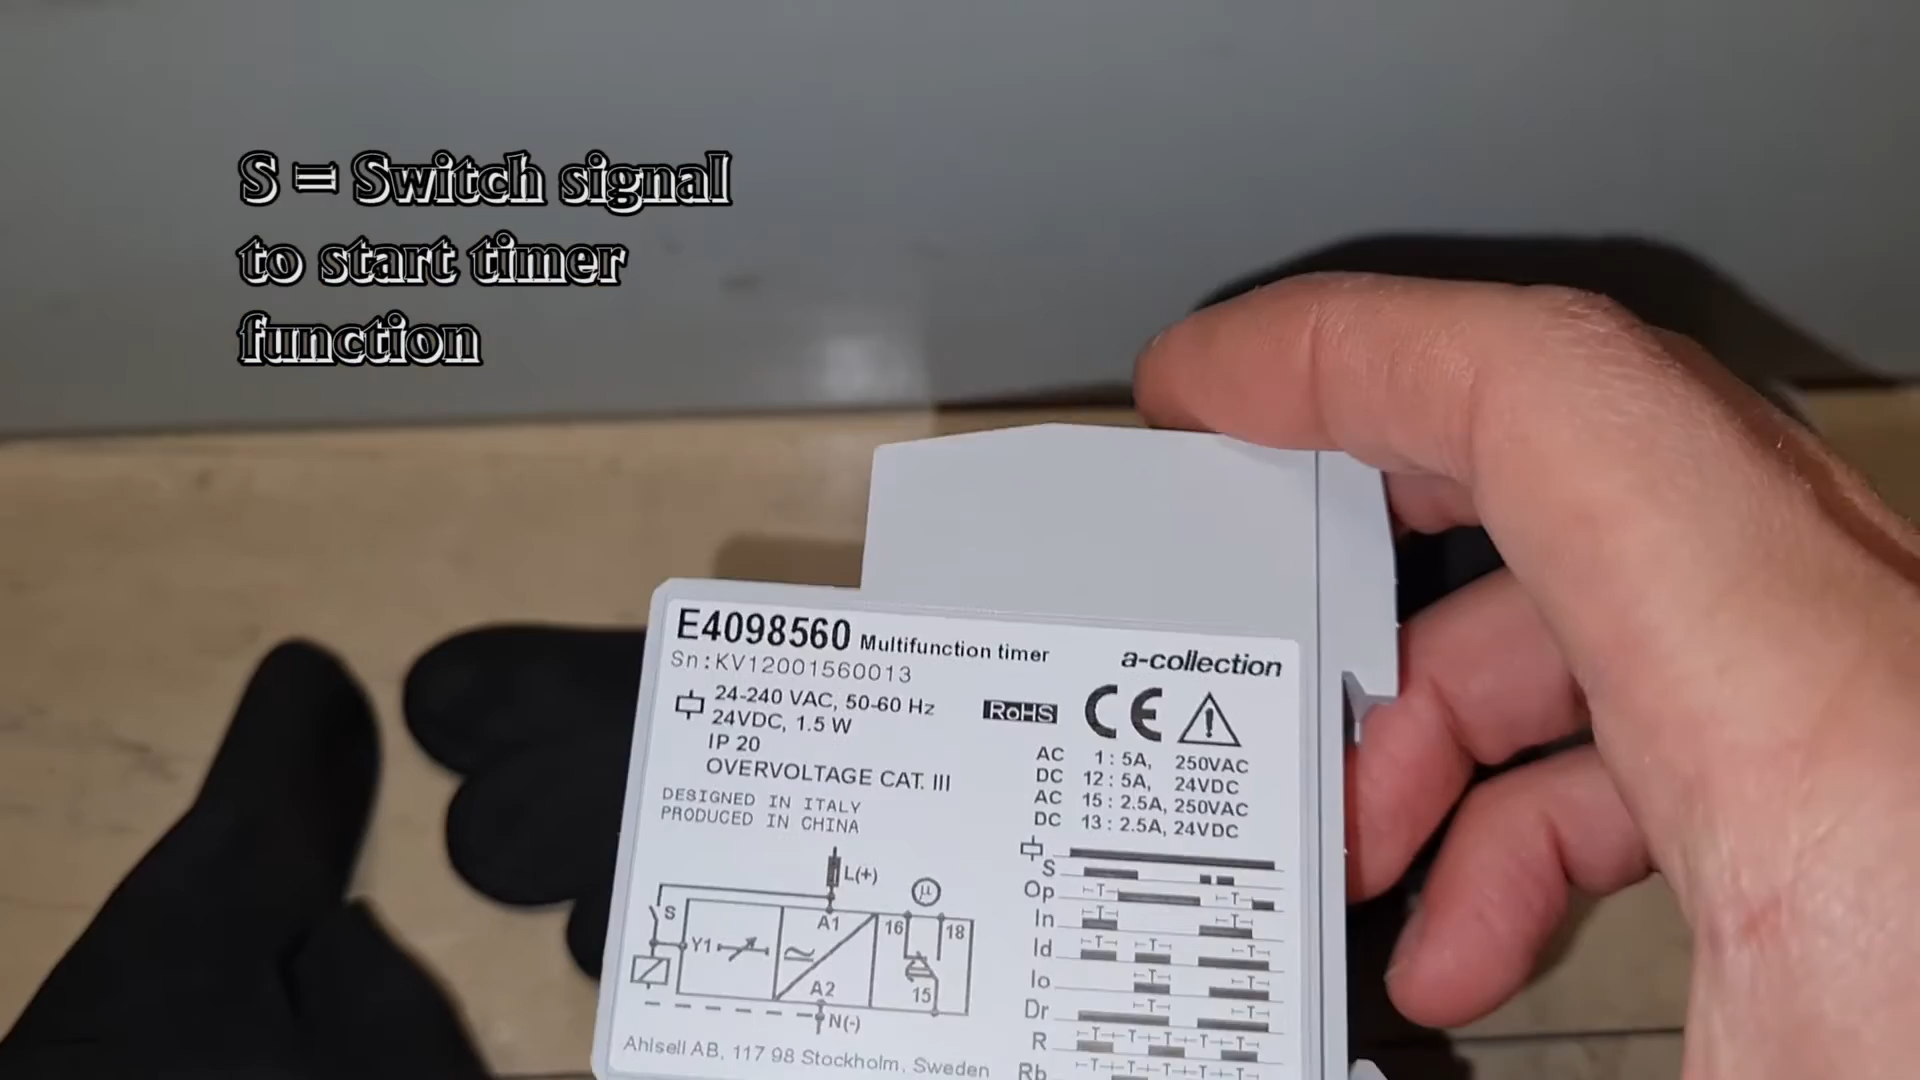 S = Switch signal
to start timer
function
E4098560 Multifunction timer
a-collection
Sn:KV12001560013
24-240 VAC, 50-60 Hz
24VDC, 1.5 W
IP 20
OVERVOLTAGE CAT. III
DESIGNED IN ITALY
PRODUCED IN CHINA
RoHS CE
AC 1 : 5A, 250VAC
DC 12 : 5A, 24VDC
AC 15 : 2.5A, 250VAC
DC 13 : 2.5A, 24VDC
L(+)
µ
S
A1
16
18
Y1
A2
15
N(-)
S
Op T T
In T T
Id T T T
Io T T
Dr T T
R T T T T
Rb T T T T T
Ahlsell AB, 117 98 Stockholm, Sweden